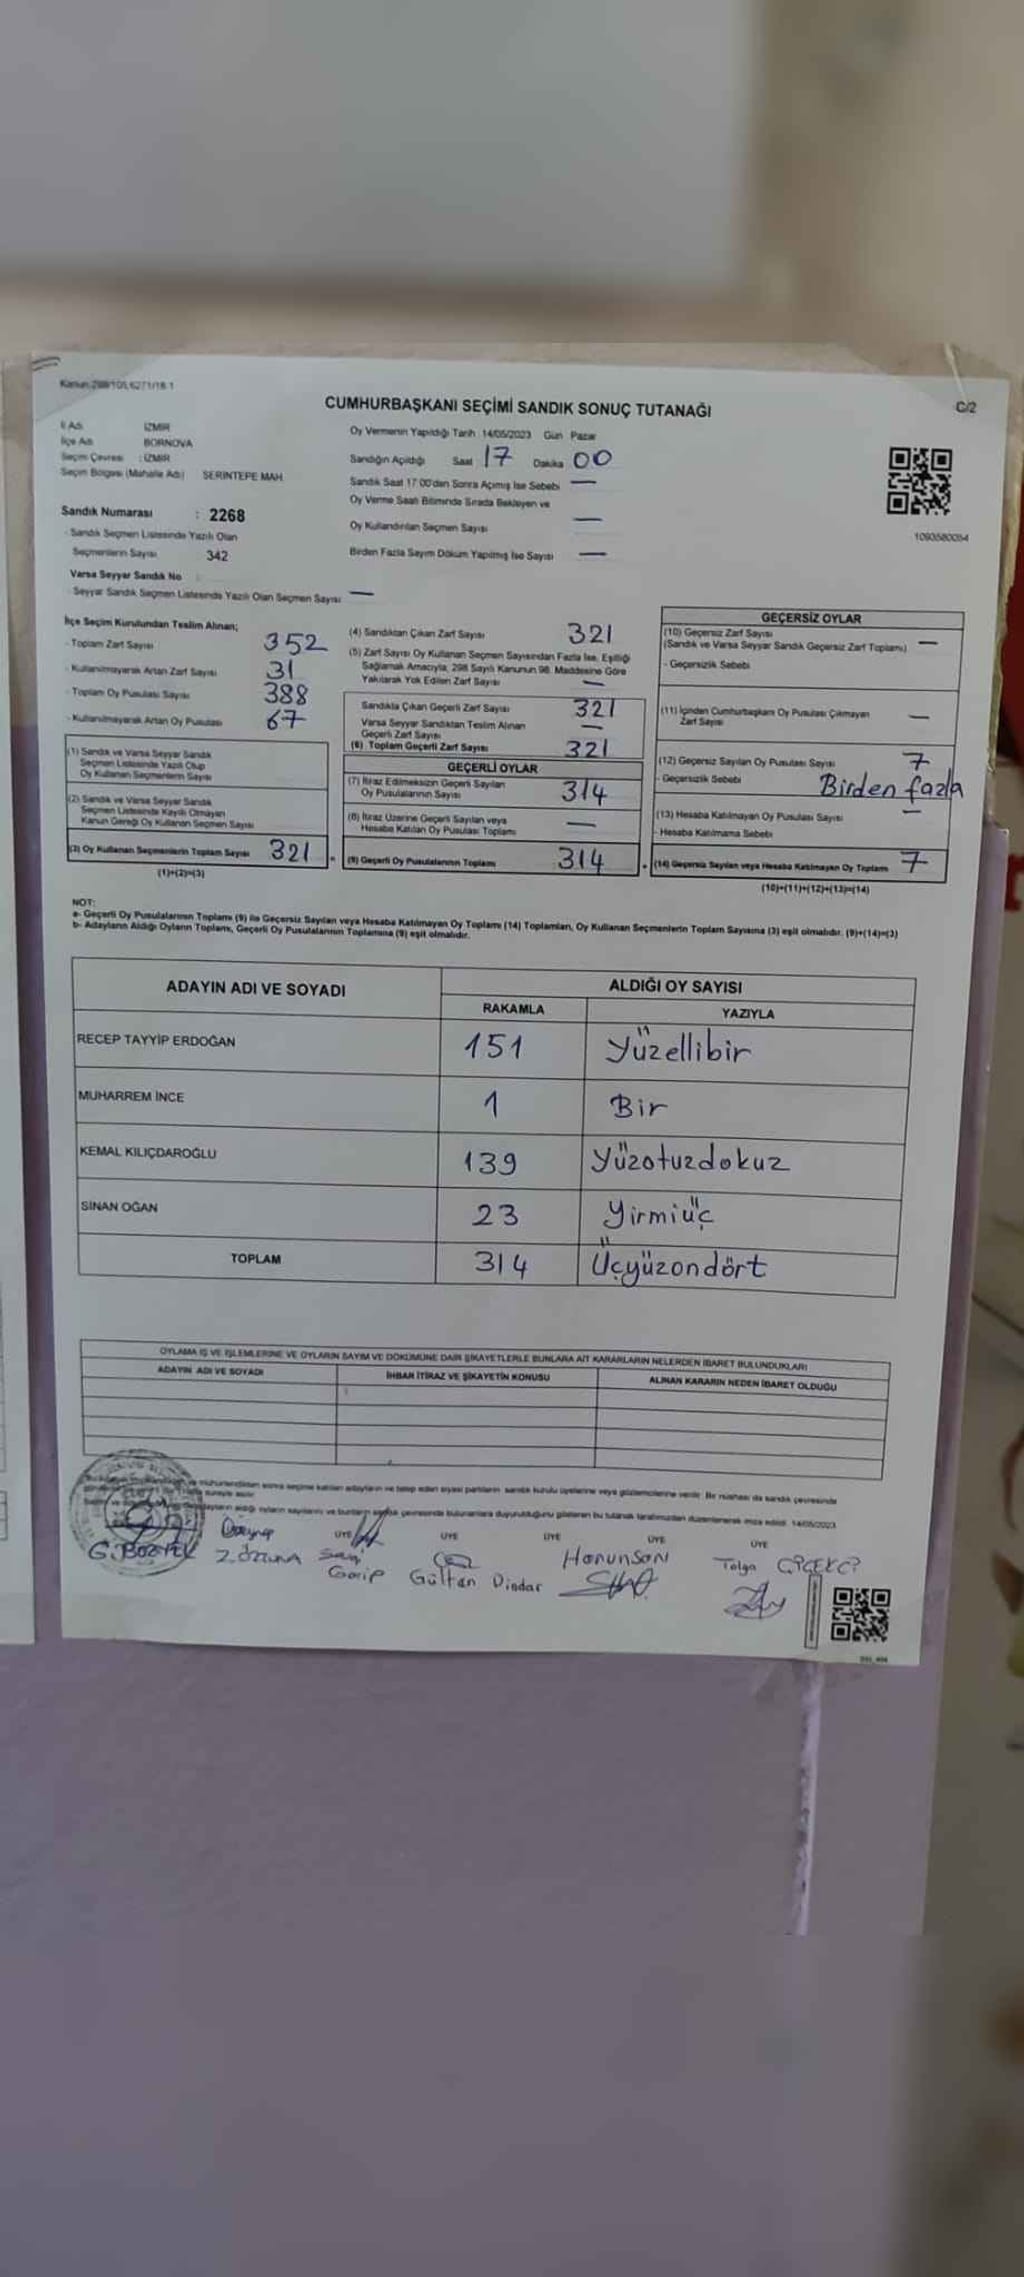 Kanun:298/105,6271/18.1
C/2
CUMHURBAŞKANI SEÇİMİ SANDIK SONUÇ TUTANAĞI
İl Adı İZMİR
İlçe Adı BORNOVA
Seçim Çevresi : İZMİR
Seçim Bölgesi (Mahalle Adı) SERİNTEPE MAH.
Sandık Numarası : 2268
- Sandık Seçmen Listesinde Yazılı Olan
Seçmenlerin Sayısı 342
Varsa Seyyar Sandık No :
- Seyyar Sandık Seçmen Listesinde Yazılı Olan Seçmen Sayısı —
Oy Vermenin Yapıldığı Tarih 14/05/2023 Gün Pazar
Sandığın Açıldığı Saat 17 Dakika 00
Sandık Saat 17:00'dan Sonra Açımış İse Sebebi —
Oy Verme Saati Bitiminde Sırada Bekleyen ve
Oy Kullandırılan Seçmen Sayısı —
Birden Fazla Sayım Döküm Yapılmış İse Sayısı —
1093580054
İlçe Seçim Kurulundan Teslim Alınan;
- Toplam Zarf Sayısı 352
- Kullanılmayarak Artan Zarf Sayısı 31
- Toplam Oy Pusulası Sayısı 388
- Kullanılmayarak Artan Oy Pusulası 67
(1) Sandık ve Varsa Seyyar Sandık
Seçmen Listesinde Yazılı Olup
Oy Kullanan Seçmenlerin Sayısı
(2) Sandık ve Varsa Seyyar Sandık
Seçmen Listesinde Kayıtlı Olmayan
Kanun Gereği Oy Kullanan Seçmen Sayısı
(3) Oy Kullanan Seçmenlerin Toplam Sayısı 321
(1)+(2)=(3)
(4) Sandıktan Çıkan Zarf Sayısı 321
(5) Zarf Sayısı Oy Kullanan Seçmen Sayısından Fazla İse, Eşitliği
Sağlamak Amacıyla, 298 Sayılı Kanunun 98. Maddesine Göre
Yakılarak Yok Edilen Zarf Sayısı —
Sandıkla Çıkan Geçerli Zarf Sayısı 321
Varsa Seyyar Sandıktan Teslim Alınan
Geçerli Zarf Sayısı —
(6) Toplam Geçerli Zarf Sayısı 321
GEÇERLİ OYLAR
(7) İtiraz Edilmeksizin Geçerli Sayılan
Oy Pusulalarının Sayısı 314
(8) İtiraz Üzerine Geçerli Sayılan veya
Hesaba Katılan Oy Pusulası Toplamı —
(9) Geçerli Oy Pusulalarının Toplamı 314
GEÇERSİZ OYLAR
(10) Geçersiz Zarf Sayısı
(Sandık ve Varsa Seyyar Sandık Geçersiz Zarf Toplamı) —
- Geçersizlik Sebebi
(11) İçinden Cumhurbaşkanı Oy Pusulası Çıkmayan
Zarf Sayısı —
(12) Geçersiz Sayılan Oy Pusulası Sayısı 7
- Geçersizlik Sebebi Birden fazla
(13) Hesaba Katılmayan Oy Pusulası Sayısı —
- Hesaba Katılmama Sebebi
(14) Geçersiz Sayılan veya Hesaba Katılmayan Oy Toplamı 7
(10)+(11)+(12)+(13)=(14)
NOT:
a- Geçerli Oy Pusulalarının Toplamı (9) ile Geçersiz Sayılan veya Hesaba Katılmayan Oy Toplamı (14) Toplamları, Oy Kullanan Seçmenlerin Toplam Sayısına (3) eşit olmalıdır. (9)+(14)=(3)
b- Adayların Aldığı Oyların Toplamı, Geçerli Oy Pusulalarının Toplamına (9) eşit olmalıdır.
ADAYIN ADI VE SOYADI ALDIĞI OY SAYISI
RAKAMLA YAZIYLA
RECEP TAYYİP ERDOĞAN 151 Yüzellibir
MUHARREM İNCE 1 Bir
KEMAL KILIÇDAROĞLU 139 Yüzotuzdokuz
SİNAN OĞAN 23 Yirmiüç
TOPLAM 314 Üçyüzondört
OYLAMA İŞ VE İŞLEMLERİNE VE OYLARIN SAYIM VE DÖKÜMÜNE DAİR ŞİKAYETLERLE BUNLARA AİT KARARLARIN NELERDEN İBARET BULUNDUKLARI
ADAYIN ADI VE SOYADI İHBAR İTİRAZ VE ŞİKAYETİN KONUSU ALINAN KARARIN NEDEN İBARET OLDUĞU
mühürlendikten sonra seçime katılan adayların ve talep eden siyasi partilerin sandık kurulu üyelerine veya gözlemcilerine verilir. Bir nüshası da sandık çevresinde
süreyle asılır.
adayların aldığı oyların sayılarını ve bunların sandık çevresinde bulunanlara duyurulduğunu gösteren bu tutanak tarafımızdan düzenlenerek imza edildi. 14/05/2023
ÜYE ÜYE ÜYE ÜYE ÜYE
G. BOZTEK Z. ÖZTUNA Garip Gültan Dindar Harun Tolga ÇİÇEKÇİ